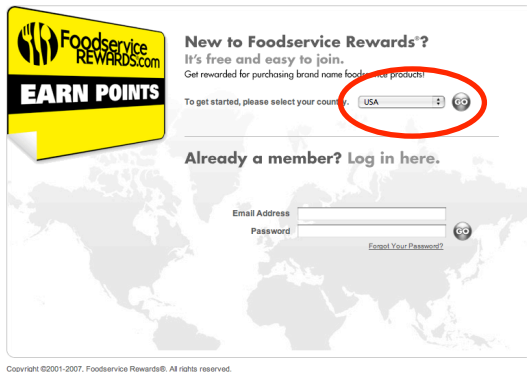 Foodservice
REWARDS.com
EARN POINTS
New to Foodservice Rewards®?
It's free and easy to join.
Get rewarded for purchasing brand name foodservice products!
To get started, please select your country.
USA
GO
Already a member? Log in here.
Email Address
Password
GO
Forgot Your Password?
Copyright ©2001-2007. Foodservice Rewards®. All rights reserved.